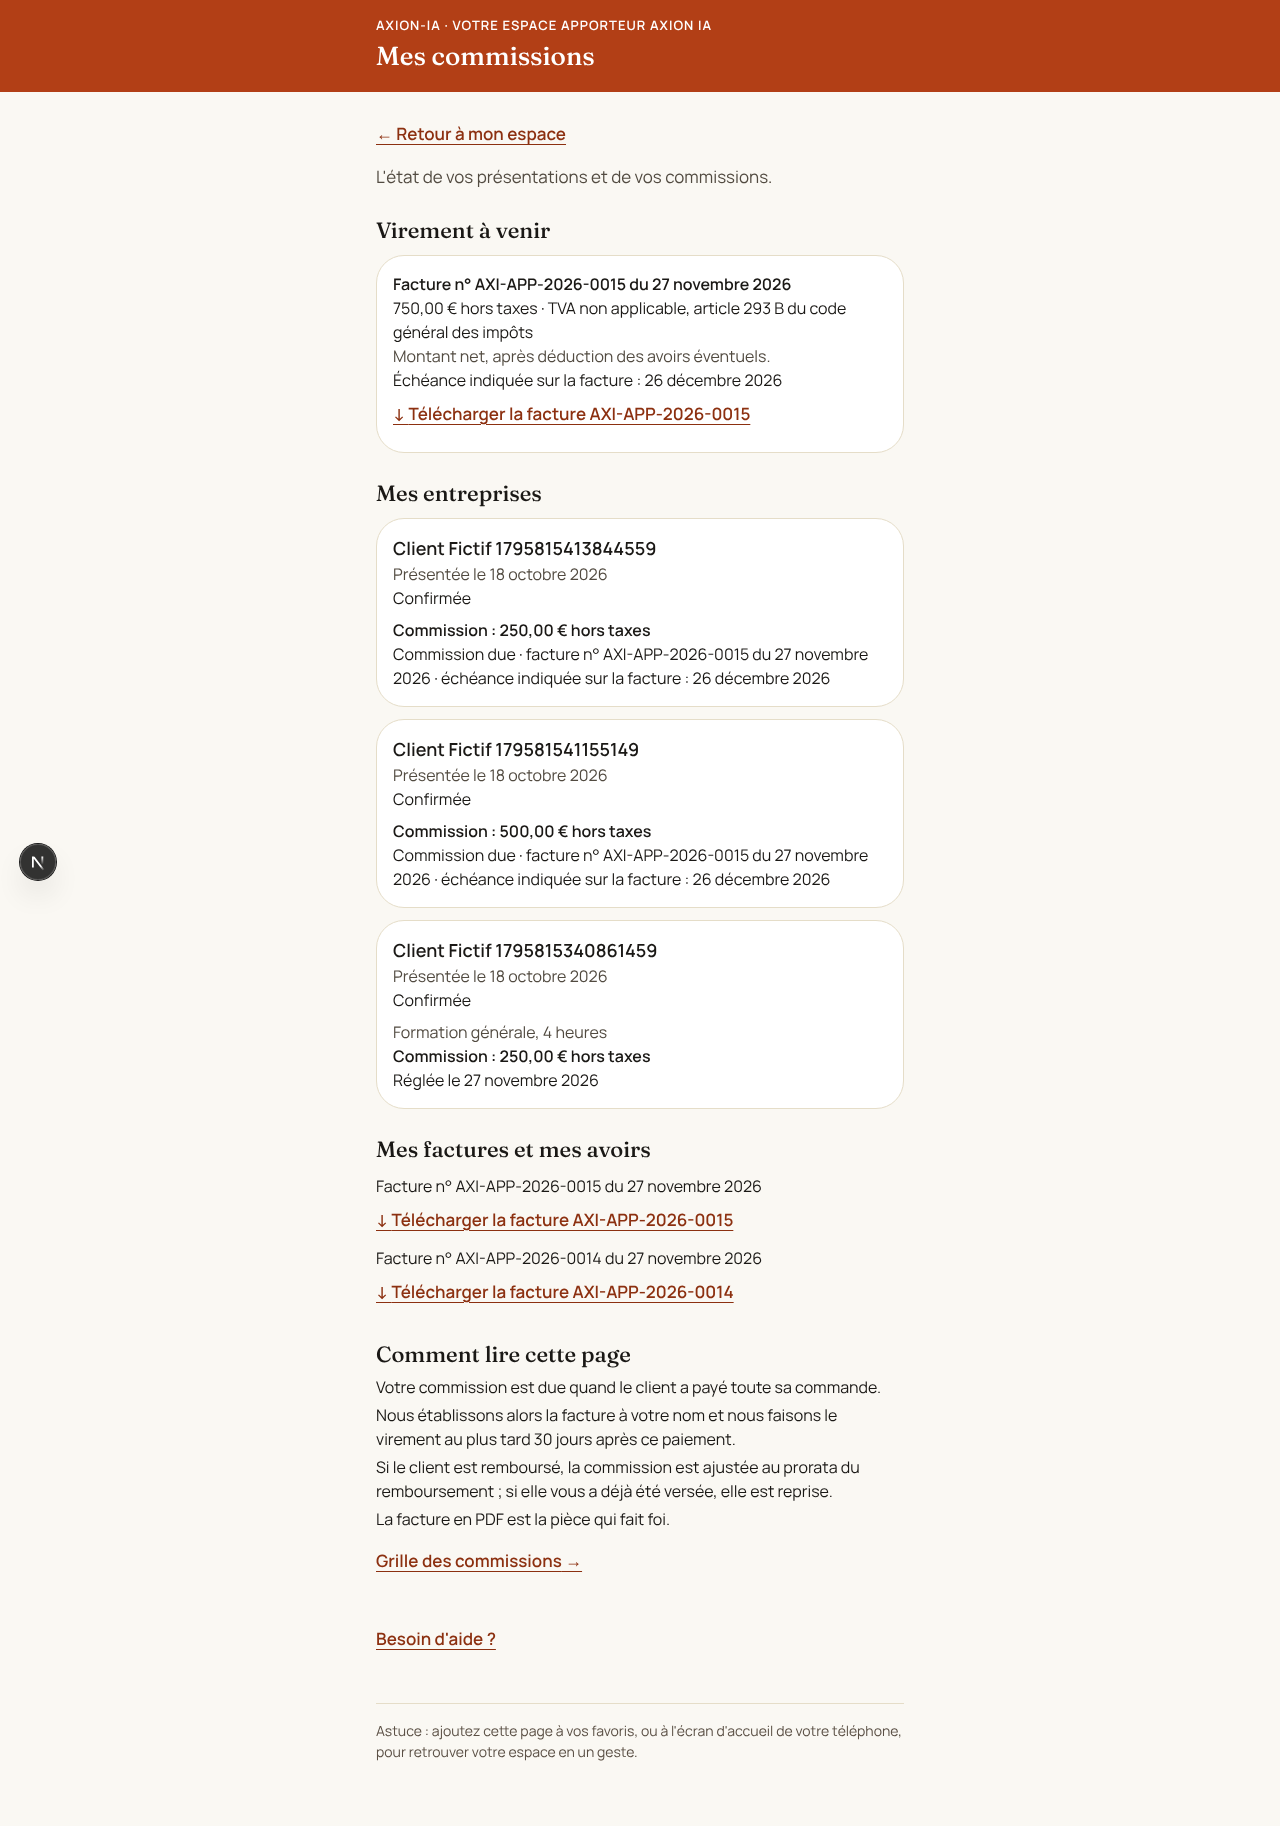 AXION-IA · VOTRE ESPACE APPORTEUR AXION IA
Mes commissions
← Retour à mon espace
L'état de vos présentations et de vos commissions.
Virement à venir
Facture n° AXI-APP-2026-0015 du 27 novembre 2026
750,00 € hors taxes · TVA non applicable, article 293 B du code
général des impôts
Montant net, après déduction des avoirs éventuels.
Échéance indiquée sur la facture : 26 décembre 2026
↓ Télécharger la facture AXI-APP-2026-0015
Mes entreprises
Client Fictif 1795815413844559
Présentée le 18 octobre 2026
Confirmée
Commission : 250,00 € hors taxes
Commission due · facture n° AXI-APP-2026-0015 du 27 novembre
2026 · échéance indiquée sur la facture : 26 décembre 2026
Client Fictif 179581541155149
Présentée le 18 octobre 2026
Confirmée
Commission : 500,00 € hors taxes
Commission due · facture n° AXI-APP-2026-0015 du 27 novembre
2026 · échéance indiquée sur la facture : 26 décembre 2026
N
Client Fictif 1795815340861459
Présentée le 18 octobre 2026
Confirmée
Formation générale, 4 heures
Commission : 250,00 € hors taxes
Réglée le 27 novembre 2026
Mes factures et mes avoirs
Facture n° AXI-APP-2026-0015 du 27 novembre 2026
↓ Télécharger la facture AXI-APP-2026-0015
Facture n° AXI-APP-2026-0014 du 27 novembre 2026
↓ Télécharger la facture AXI-APP-2026-0014
Comment lire cette page
Votre commission est due quand le client a payé toute sa commande.
Nous établissons alors la facture à votre nom et nous faisons le
virement au plus tard 30 jours après ce paiement.
Si le client est remboursé, la commission est ajustée au prorata du
remboursement ; si elle vous a déjà été versée, elle est reprise.
La facture en PDF est la pièce qui fait foi.
Grille des commissions →
Besoin d'aide ?
Astuce : ajoutez cette page à vos favoris, ou à l'écran d'accueil de votre téléphone,
pour retrouver votre espace en un geste.